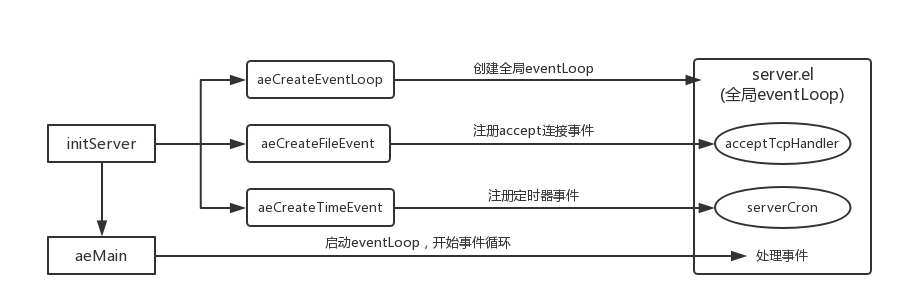 aeCreateEventLoop
创建全局eventLoop
server.el
(全局eventLoop)
initServer
aeCreateFileEvent
注册accept连接事件
acceptTcpHandler
aeCreateTimeEvent
注册定时器事件
serverCron
aeMain
启动eventLoop，开始事件循环
处理事件